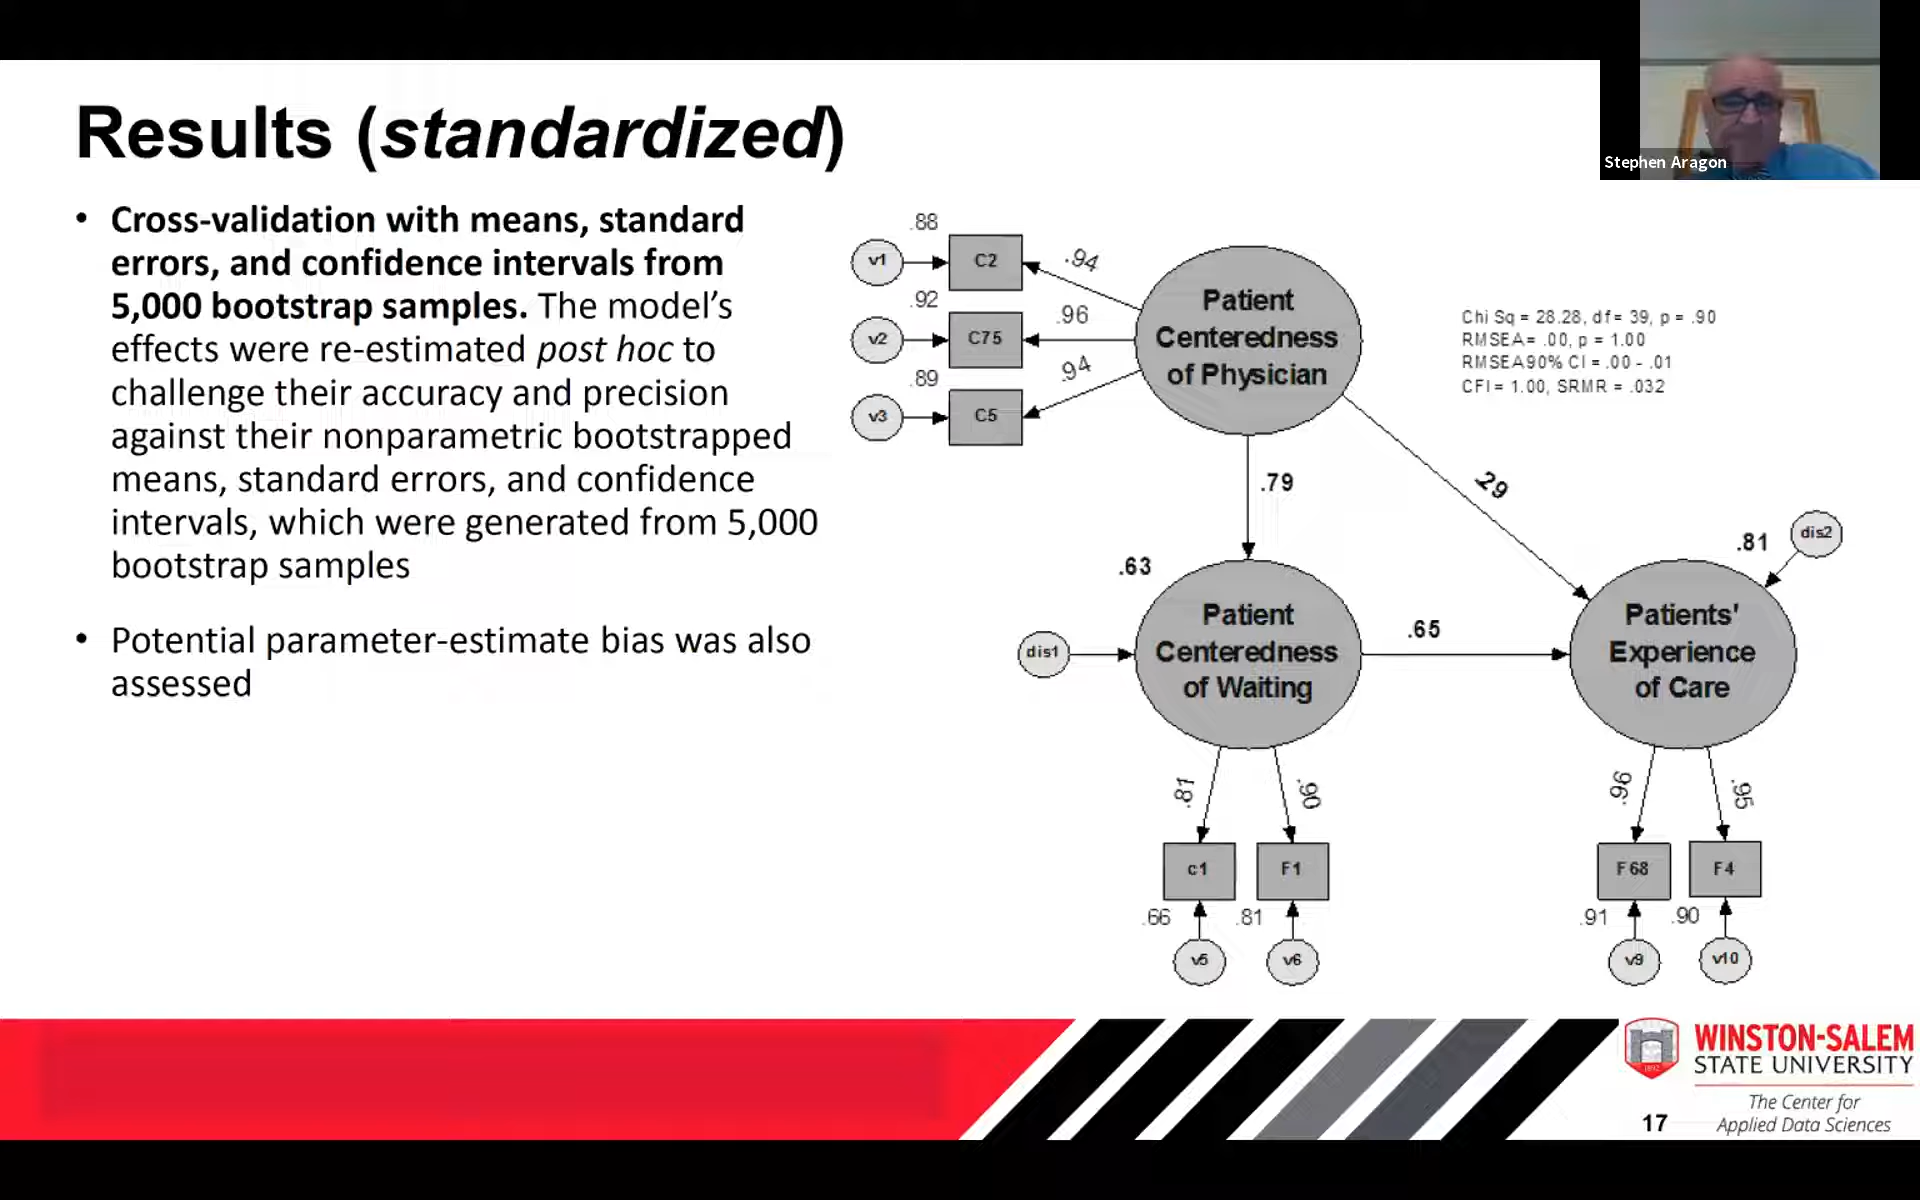 Results (standardized)
Stephen Aragon
• Cross-validation with means, standard
errors, and confidence intervals from
5,000 bootstrap samples. The model’s
effects were re-estimated post hoc to
challenge their accuracy and precision
against their nonparametric bootstrapped
means, standard errors, and confidence
intervals, which were generated from 5,000
bootstrap samples
• Potential parameter-estimate bias was also
assessed
.88
v1
C2
.94
.92
v2
C75
.96
.89
v3
C5
.94
Patient
Centeredness
of Physician
Chi Sq = 28.28, df= 39, p = .90
RMSEA= .00, p = 1.00
RMSEA90% CI = .00 - .01
CFI = 1.00, SRMR = .032
.79
.29
.63
dis1
Patient
Centeredness
of Waiting
.65
.81
dis2
Patients'
Experience
of Care
.81
.90
.96
.95
c1
F1
F68
F4
.66
.81
.91
.90
v5
v6
v9
v10
WINSTON-SALEM
STATE UNIVERSITY
1892
The Center for
Applied Data Sciences
17